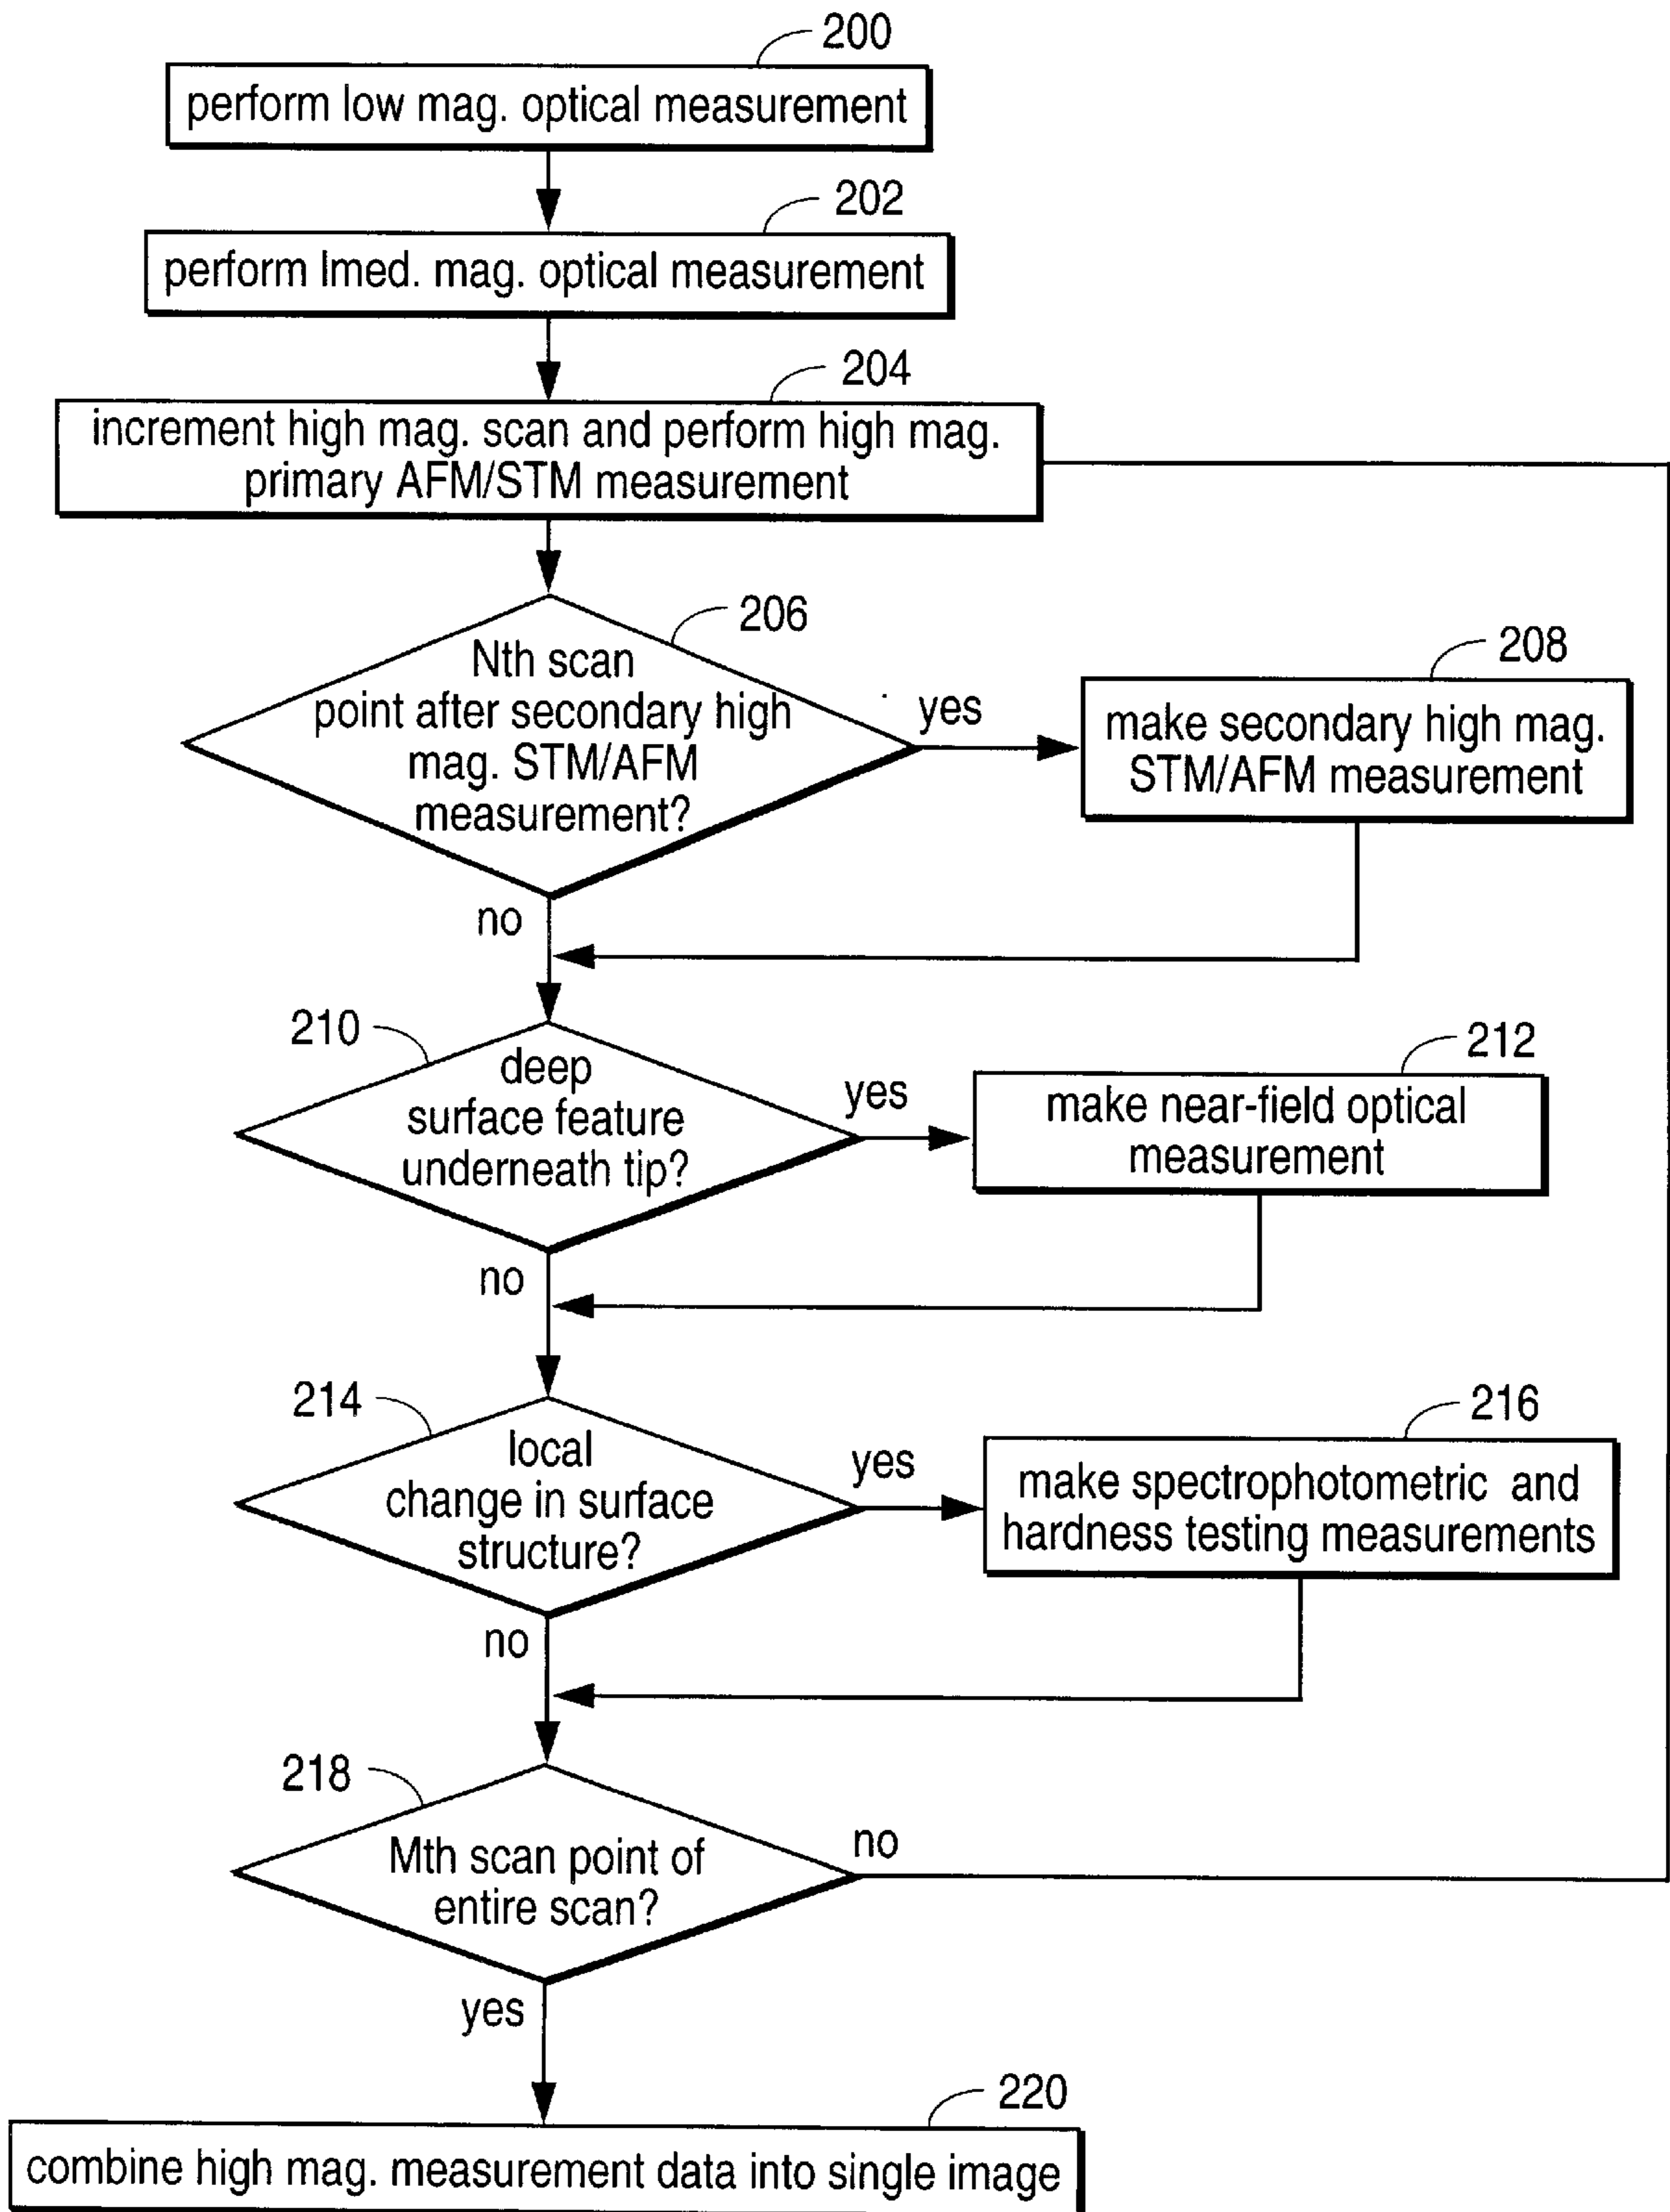 200
perform low mag. optical measurement
202
perform Imed. mag. optical measurement
204
increment high mag. scan and perform high mag.
primary AFM/STM measurement
206
Nth scan
point after secondary high
mag. STM/AFM
measurement?
yes
208
make secondary high mag.
STM/AFM measurement
no
210
deep
surface feature
underneath tip?
yes
212
make near-field optical
measurement
no
214
local
change in surface
structure?
yes
216
make spectrophotometric and
hardness testing measurements
no
218
Mth scan point of
entire scan?
no
yes
220
combine high mag. measurement data into single image